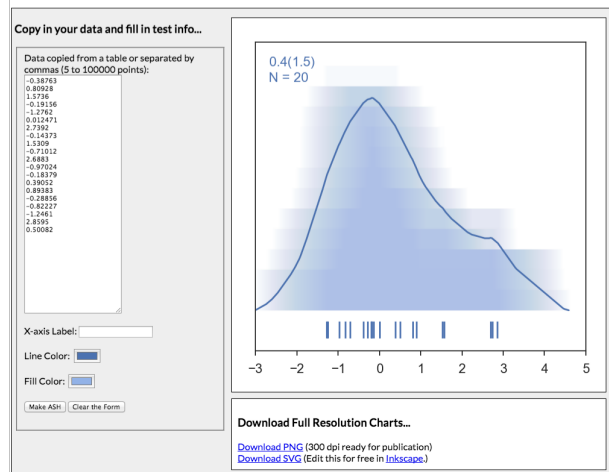 Copy in your data and fill in test info...
Data copied from a table or separated by
commas (5 to 100000 points):
−0.38763
0.80928
1.5736
−0.19156
−1.2762
0.012471
2.7392
−0.14373
1.5309
−0.71012
2.6883
−0.97024
−0.18379
0.39052
0.89383
−0.28856
−0.82227
−1.2461
2.8595
0.50082
X-axis Label:
Line Color:
Fill Color:
Make ASH Clear the Form
0.4(1.5)
N = 20
−3 −2 −1 0 1 2 3 4 5
Download Full Resolution Charts...
Download PNG (300 dpi ready for publication)
Download SVG (Edit this for free in Inkscape.)